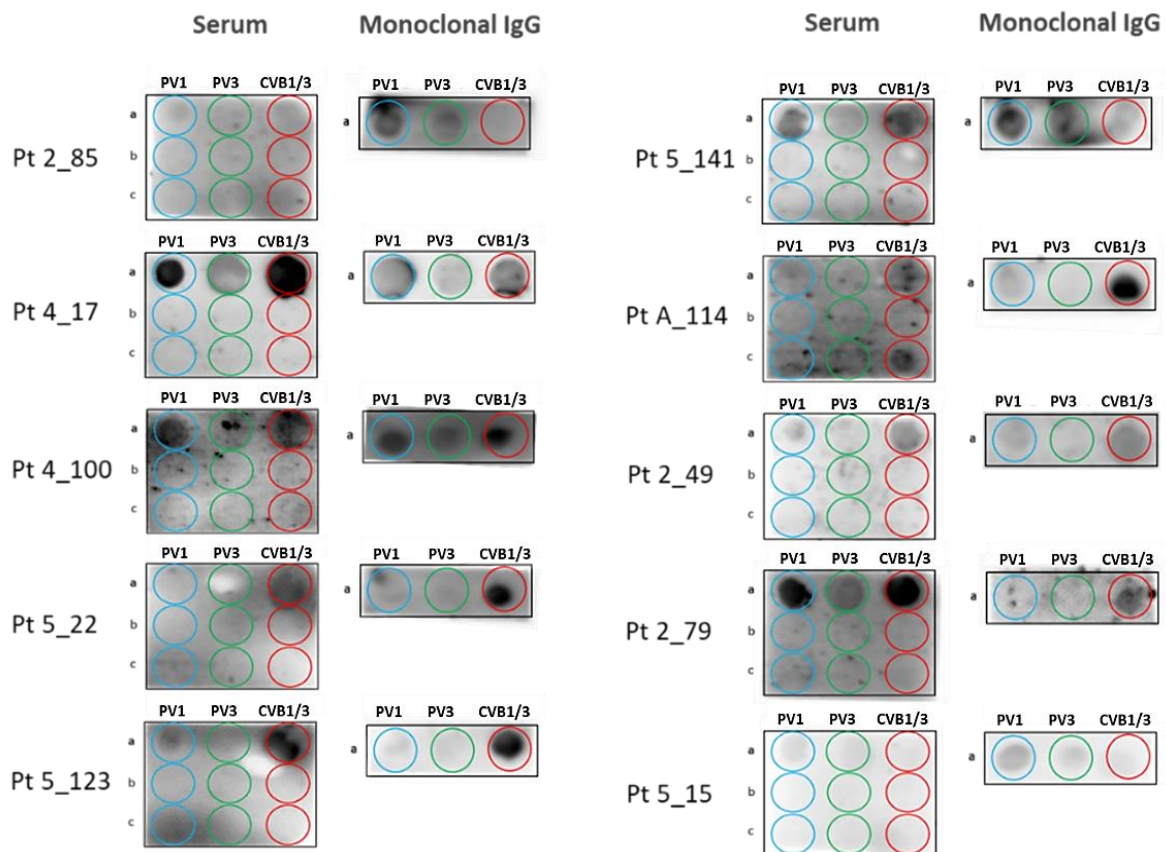 Serum Monoclonal IgG
PV1 PV3 CVB1/3 PV1 PV3 CVB1/3
a
b
c
a
Pt 2_85
PV1 PV3 CVB1/3 PV1 PV3 CVB1/3
a
b
c
a
Pt 4_17
PV1 PV3 CVB1/3 PV1 PV3 CVB1/3
a
b
c
a
Pt 4_100
PV1 PV3 CVB1/3 PV1 PV3 CVB1/3
a
b
c
a
Pt 5_22
PV1 PV3 CVB1/3 PV1 PV3 CVB1/3
a
b
c
a
Pt 5_123
Serum Monoclonal IgG
PV1 PV3 CVB1/3 PV1 PV3 CVB1/3
a
b
c
a
Pt 5_141
PV1 PV3 CVB1/3 PV1 PV3 CVB1/3
a
b
c
a
Pt A_114
PV1 PV3 CVB1/3 PV1 PV3 CVB1/3
a
b
c
a
Pt 2_49
PV1 PV3 CVB1/3 PV1 PV3 CVB1/3
a
b
c
a
Pt 2_79
PV1 PV3 CVB1/3 PV1 PV3 CVB1/3
a
b
c
a
Pt 5_15